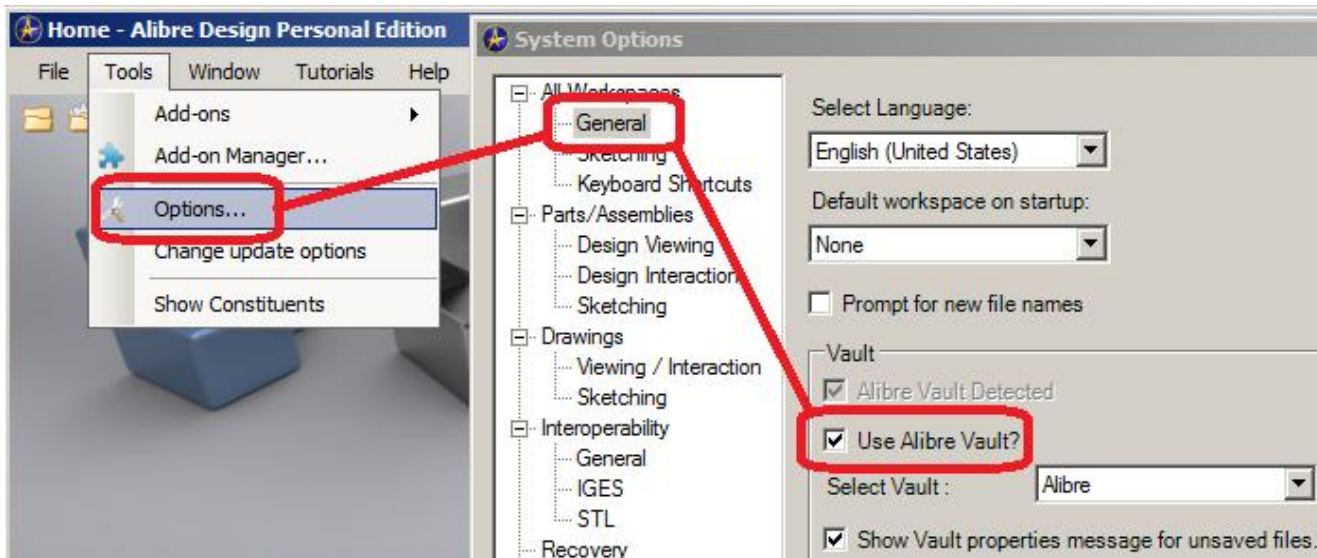 Home - Alibre Design Personal Edition
File Tools Window Tutorials Help
Add-ons
Add-on Manager...
Options...
Change update options
Show Constituents
System Options
All Workspaces
General
Sketching
Keyboard Shortcuts
Parts/Assemblies
Design Viewing
Design Interaction
Sketching
Drawings
Viewing / Interaction
Sketching
Interoperability
General
IGES
STL
Recovery
Select Language:
English (United States)
Default workspace on startup:
None
Prompt for new file names
Vault
Alibre Vault Detected
Use Alibre Vault?
Select Vault : Alibre
Show Vault properties message for unsaved files.